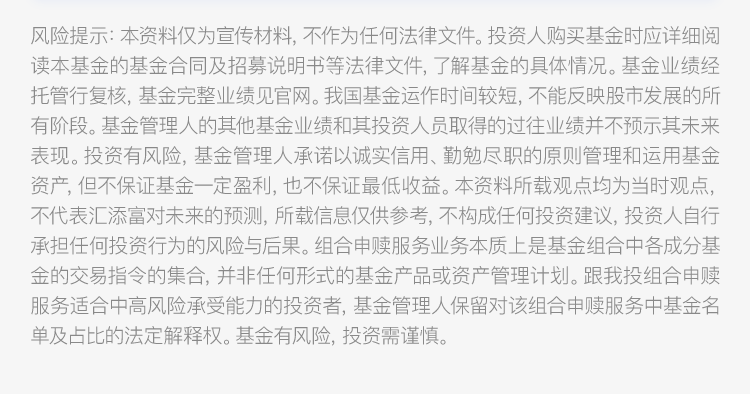 风险提示: 本资料仅为宣传材料, 不作为任何法律文件。投资人购买基金时应详细阅
读本基金的基金合同及招募说明书等法律文件, 了解基金的具体情况。基金业绩经
托管行复核, 基金完整业绩见官网。我国基金运作时间较短, 不能反映股市发展的所
有阶段。基金管理人的其他基金业绩和其投资人员取得的过往业绩并不预示其未来
表现。投资有风险, 基金管理人承诺以诚实信用、勤勉尽职的原则管理和运用基金
资产, 但不保证基金一定盈利, 也不保证最低收益。本资料所载观点均为当时观点,
不代表汇添富对未来的预测, 所载信息仅供参考, 不构成任何投资建议, 投资人自行
承担任何投资行为的风险与后果。组合申赎服务业务本质上是基金组合中各成分基
金的交易指令的集合, 并非任何形式的基金产品或资产管理计划。跟我投组合申赎
服务适合中高风险承受能力的投资者, 基金管理人保留对该组合申赎服务中基金名
单及占比的法定解释权。基金有风险, 投资需谨慎。